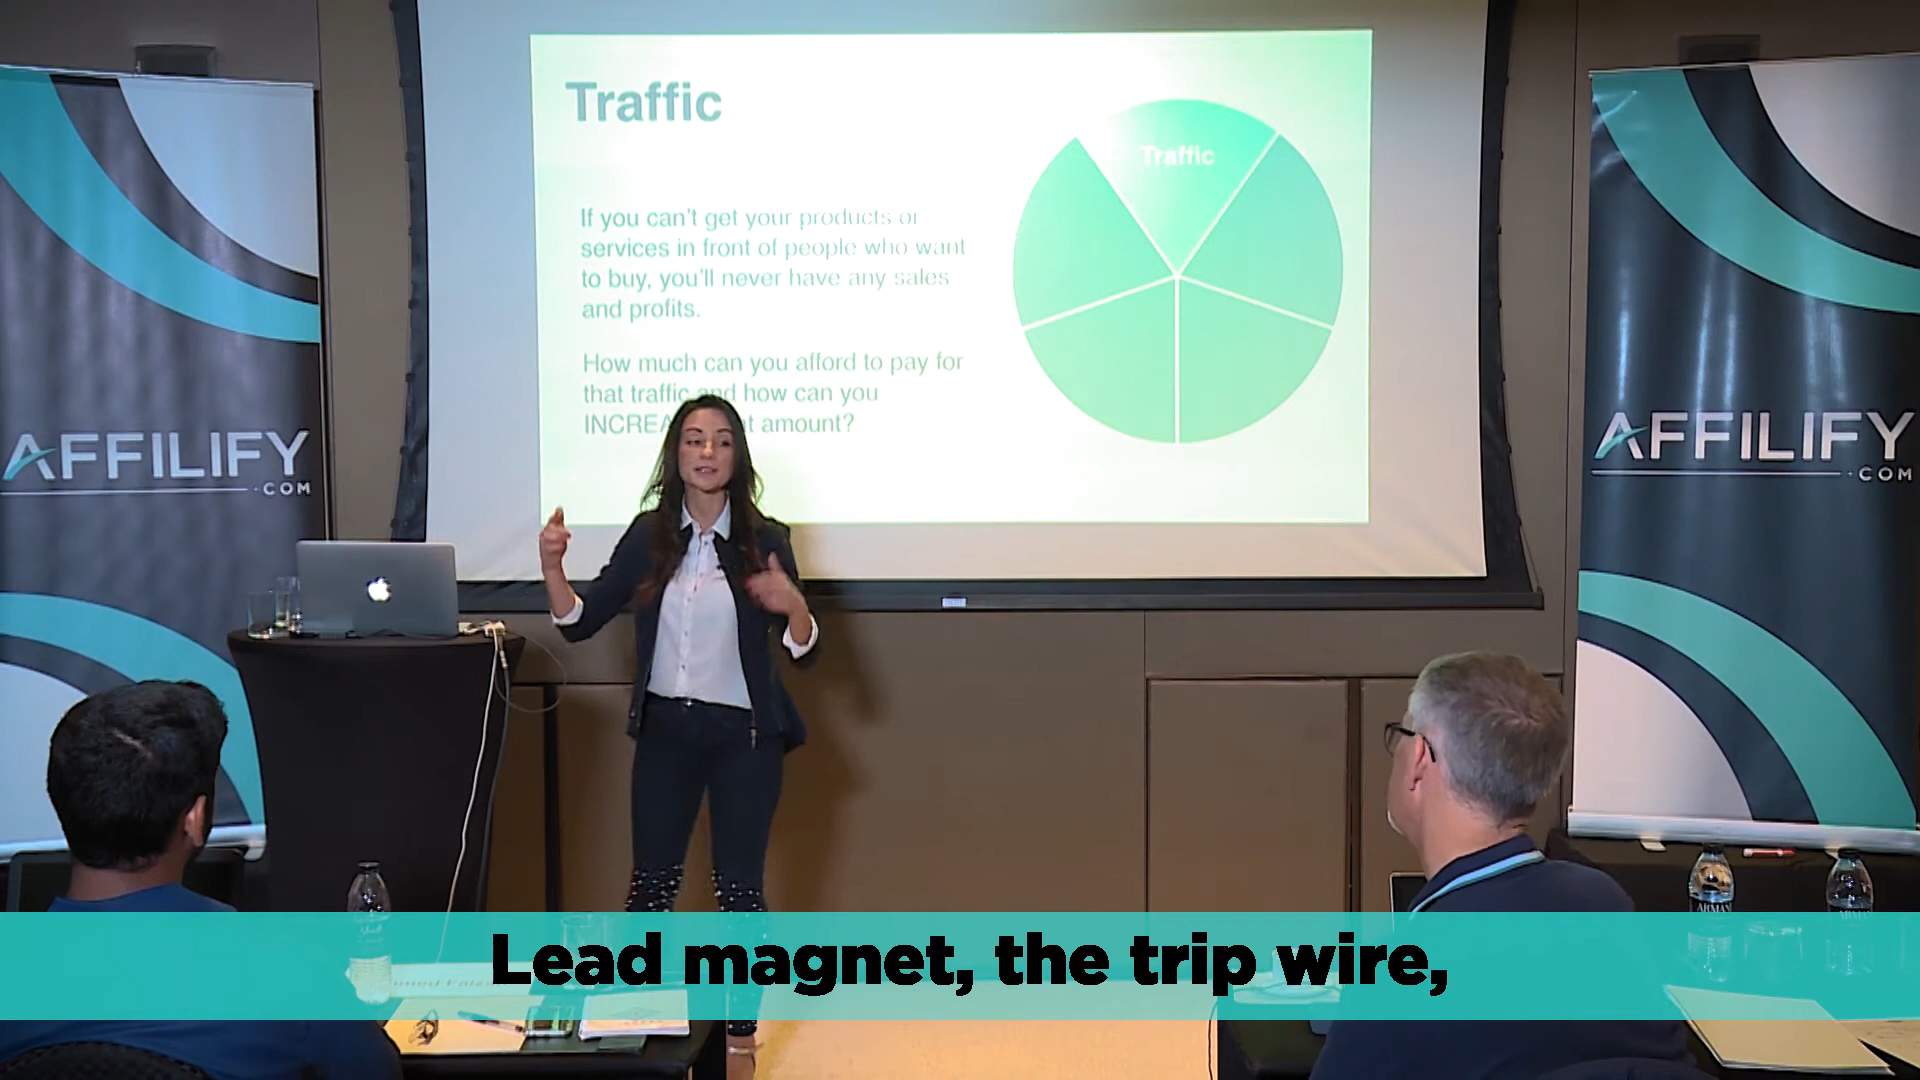 Traffic
Traffic
If you can't get your products or
services in front of people who want
to buy, you'll never have any sales
and profits.
How much can you afford to pay for
that traffic and how can you
INCREA t amount?
AFFILIFY
.COM
AFFILIFY
.COM
Lead magnet, the trip wire,